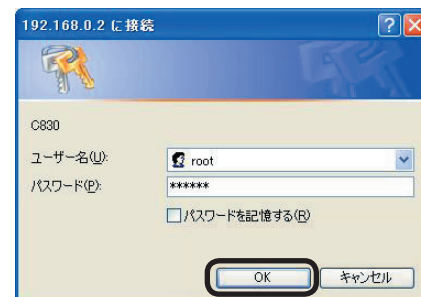 192.168.0.2 に接続
C830
ユーザー名(U):
root
パスワード(P):
******
パスワードを記憶する(R)
OK
キャンセル